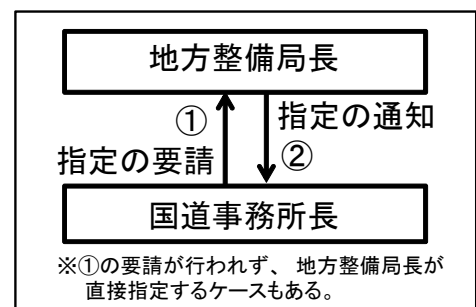 地方整備局長
①
指定の通知
指定の要請
②
国道事務所長
※①の要請が行われず、地方整備局長が
直接指定するケースもある。